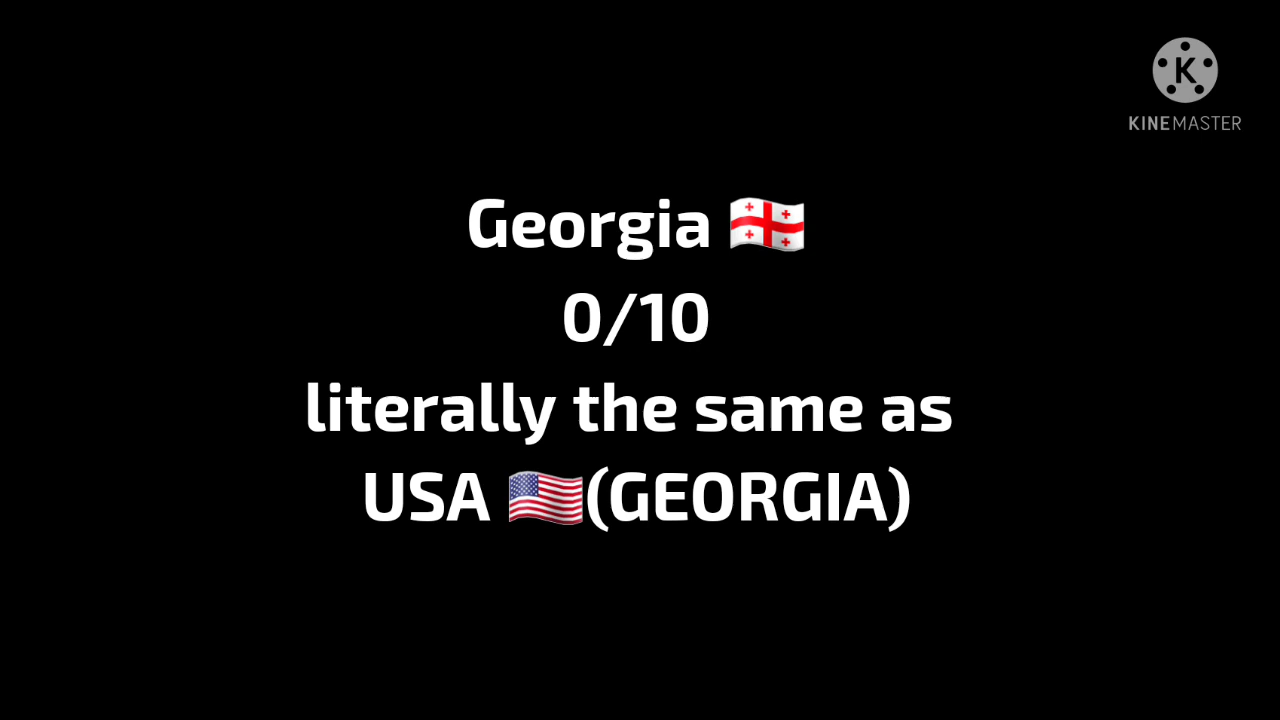 K
KINEMASTER
Georgia 🇬🇪
0/10
literally the same as
USA 🇺🇸(GEORGIA)